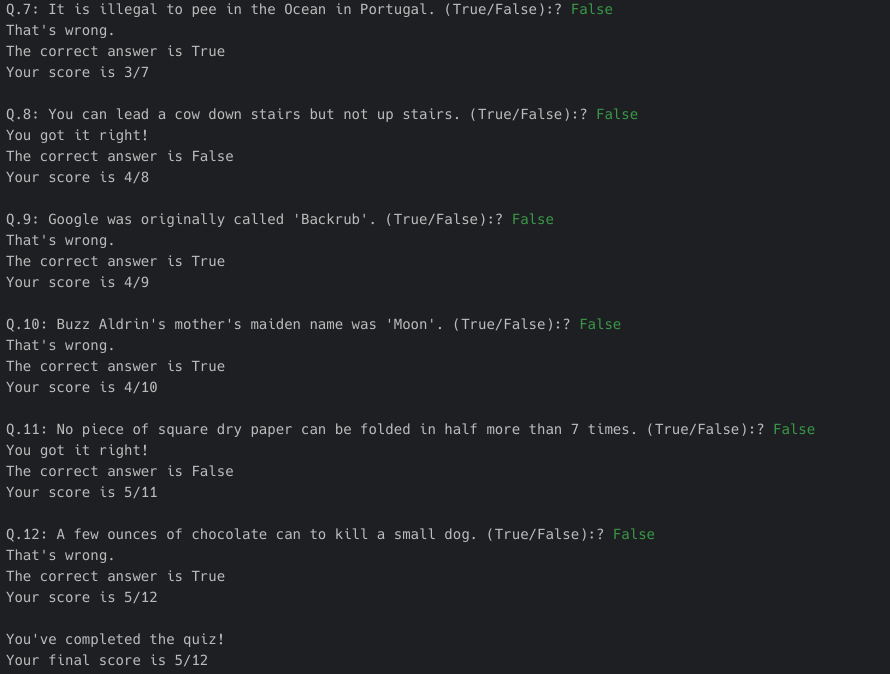 Q.7: It is illegal to pee in the Ocean in Portugal. (True/False):? False
That's wrong.
The correct answer is True
Your score is 3/7
Q.8: You can lead a cow down stairs but not up stairs. (True/False):? False
You got it right!
The correct answer is False
Your score is 4/8
Q.9: Google was originally called 'Backrub'. (True/False):? False
That's wrong.
The correct answer is True
Your score is 4/9
Q.10: Buzz Aldrin's mother's maiden name was 'Moon'. (True/False):? False
That's wrong.
The correct answer is True
Your score is 4/10
Q.11: No piece of square dry paper can be folded in half more than 7 times. (True/False):? False
You got it right!
The correct answer is False
Your score is 5/11
Q.12: A few ounces of chocolate can to kill a small dog. (True/False):? False
That's wrong.
The correct answer is True
Your score is 5/12
You've completed the quiz!
Your final score is 5/12